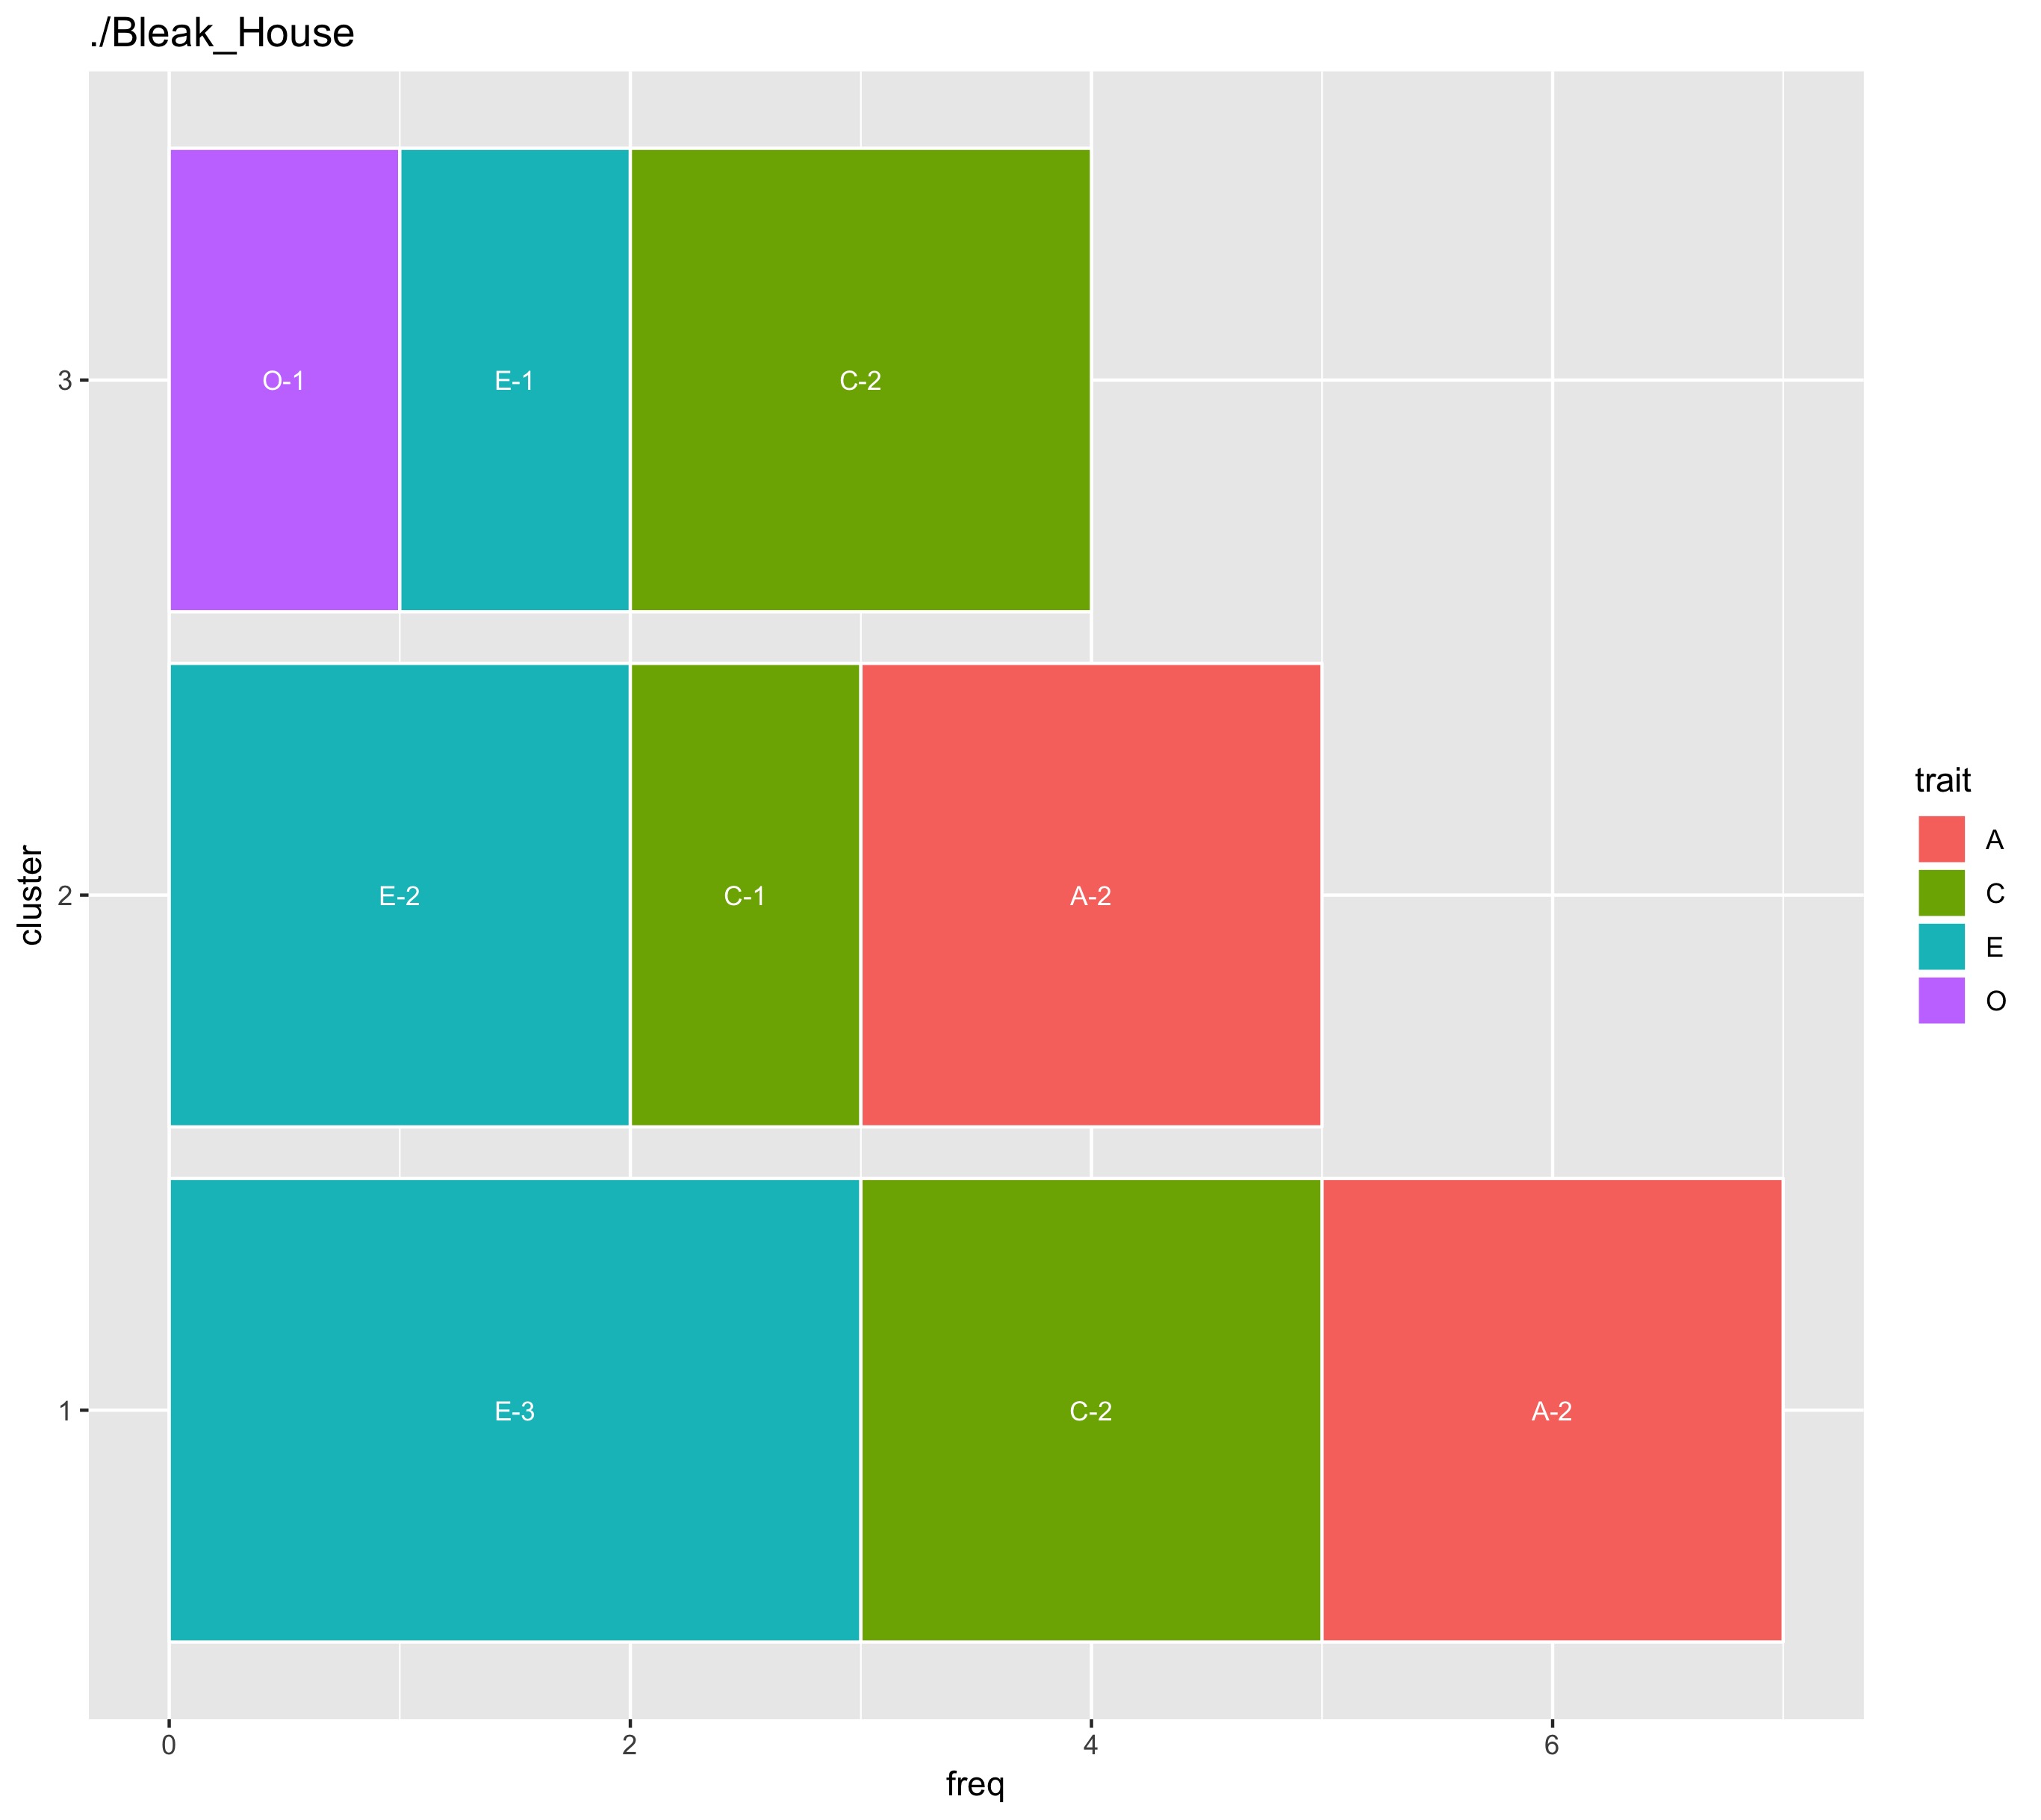 ./Bleak_House
3
O-1 E-1 C-2
2
E-2 C-1 A-2
1
E-3 C-2 A-2
cluster
0 2 4 6
freq
trait
A
C
E
O